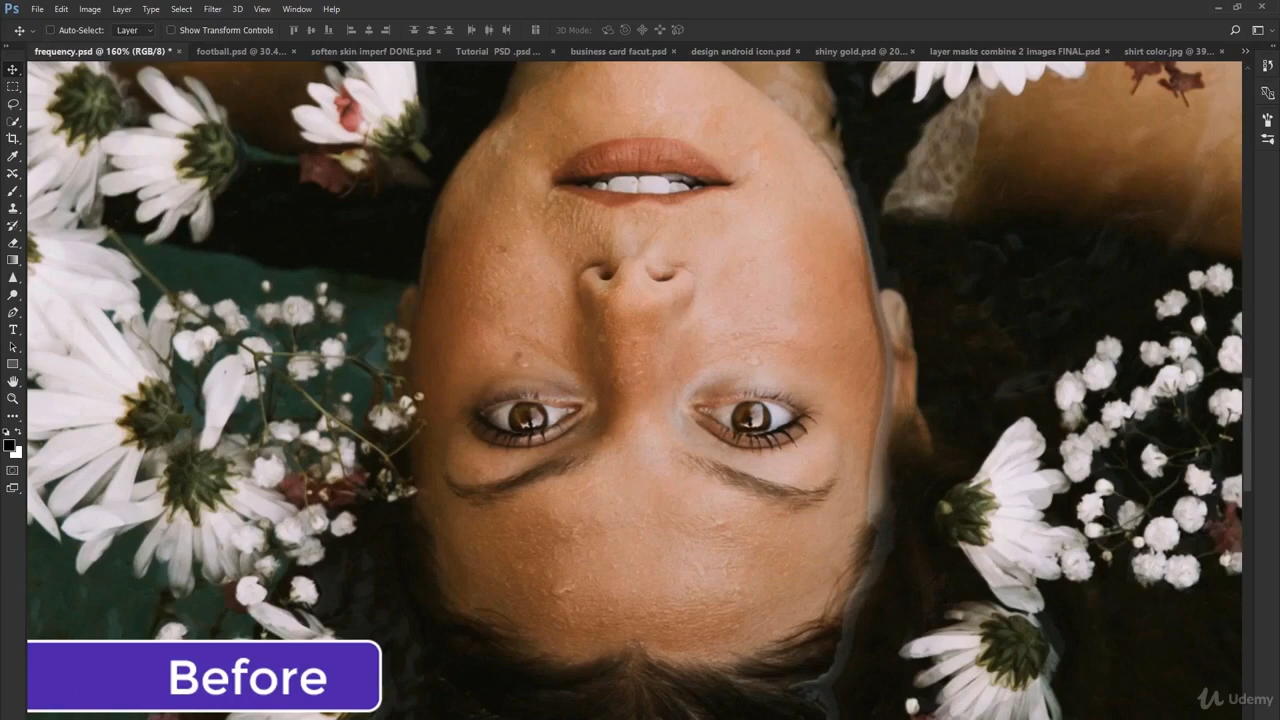 Ps File Edit Image Layer Type Select Filter 3D View Window Help
Auto-Select: Layer Show Transform Controls 3D Mode:
frequency.psd @ 160% (RGB/8) * × football.psd @ 30.4... × soften skin imperf DONE.psd × Tutorial PSD .psd ... × business card facut.psd × design android icon.psd × shiny gold.psd @ 20... × layer masks combine 2 images FINAL.psd × shirt color.jpg @ 39... ×
T
Before
Udemy